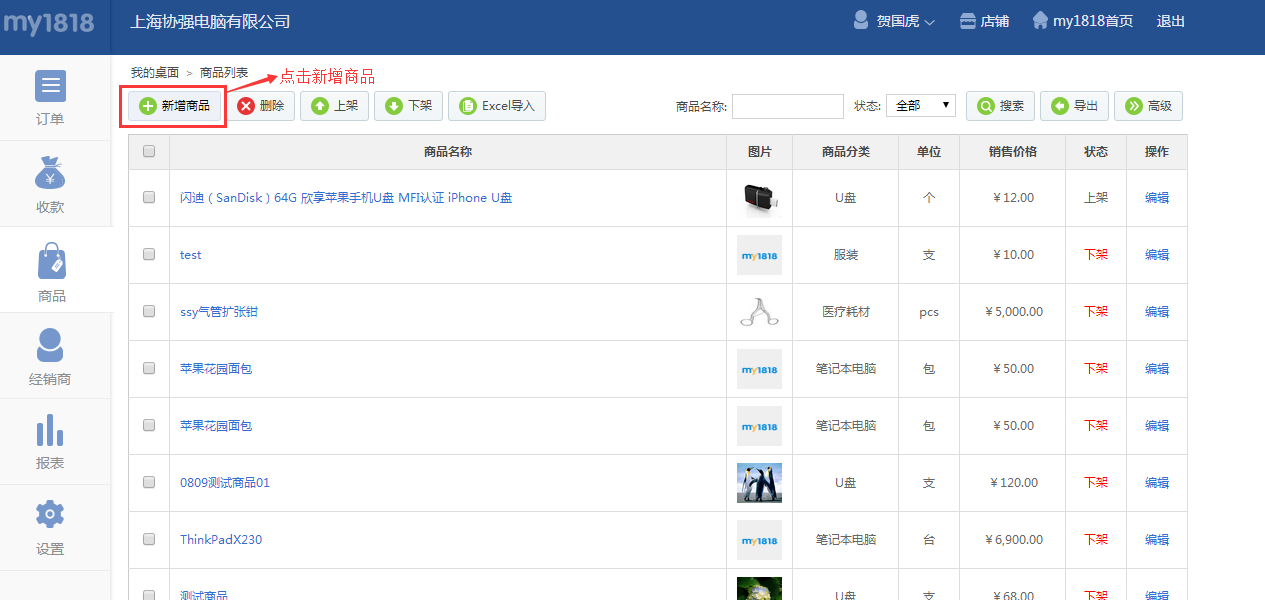 my1818 上海协强电脑有限公司 贺国虎 店铺 my1818首页 退出
我的桌面 > 商品列表 点击新增商品
新增商品 删除 上架 下架 Excel导入 商品名称: 状态: 全部 搜索 导出 高级
商品名称 图片 商品分类 单位 销售价格 状态 操作
闪迪（SanDisk）64G 欣享苹果手机U盘 MFI认证 iPhone U盘 U盘 个 ￥12.00 上架 编辑
test my1818 服装 支 ￥10.00 下架 编辑
ssy气管扩张钳 医疗耗材 pcs ￥5,000.00 下架 编辑
苹果花园面包 my1818 笔记本电脑 包 ￥50.00 下架 编辑
苹果花园面包 my1818 笔记本电脑 包 ￥50.00 下架 编辑
0809测试商品01 U盘 支 ￥120.00 下架 编辑
ThinkPadX230 my1818 笔记本电脑 台 ￥6,900.00 下架 编辑
测试商品 U盘 支 ￥68.00 下架 编辑
订单
收款
商品
经销商
报表
设置